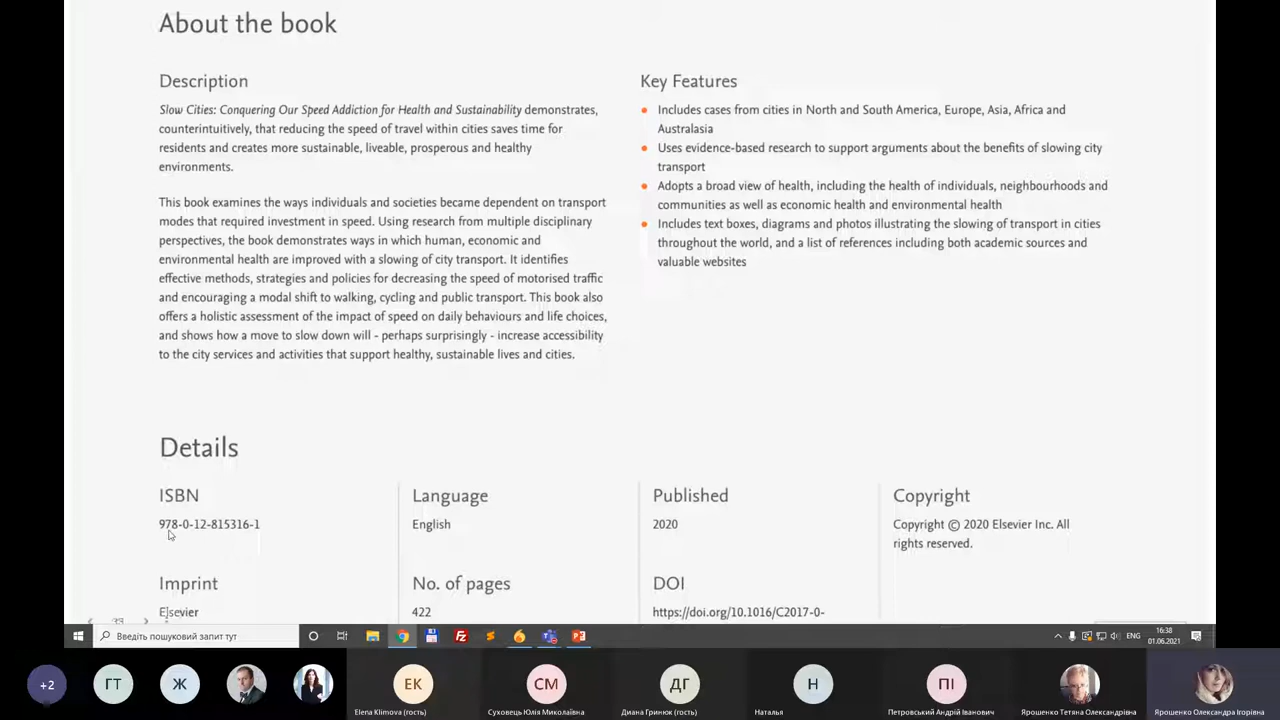 About the book
Description
Slow Cities: Conquering Our Speed Addiction for Health and Sustainability demonstrates,
counterintuitively, that reducing the speed of travel within cities saves time for
residents and creates more sustainable, liveable, prosperous and healthy
environments.
This book examines the ways individuals and societies became dependent on transport
modes that required investment in speed. Using research from multiple disciplinary
perspectives, the book demonstrates ways in which human, economic and
environmental health are improved with a slowing of city transport. It identifies
effective methods, strategies and policies for decreasing the speed of motorised traffic
and encouraging a modal shift to walking, cycling and public transport. This book also
offers a holistic assessment of the impact of speed on daily behaviours and life choices,
and shows how a move to slow down will - perhaps surprisingly - increase accessibility
to the city services and activities that support healthy, sustainable lives and cities.
Key Features
Includes cases from cities in North and South America, Europe, Asia, Africa and
Australasia
Uses evidence-based research to support arguments about the benefits of slowing city
transport
Adopts a broad view of health, including the health of individuals, neighbourhoods and
communities as well as economic health and environmental health
Includes text boxes, diagrams and photos illustrating the slowing of transport in cities
throughout the world, and a list of references including both academic sources and
valuable websites
Details
ISBN
978-0-12-815316-1
Language
English
Published
2020
Copyright
Copyright © 2020 Elsevier Inc. All
rights reserved.
Imprint
Elsevier
No. of pages
422
DOI
https://doi.org/10.1016/C2017-0-
33
Введіть пошуковий запит тут
ENG
16:38
01.06.2021
+2
ГТ
Ж
ЕК
Elena Klimova (гость)
СМ
Суховець Юлія Миколаївна
ДГ
Диана Гринюк (гость)
Н
Наталья
ПІ
Петровський Андрій Іванович
Ярошенко Тетяна Олександрівна
Ярошенко Олександра Ігорівна